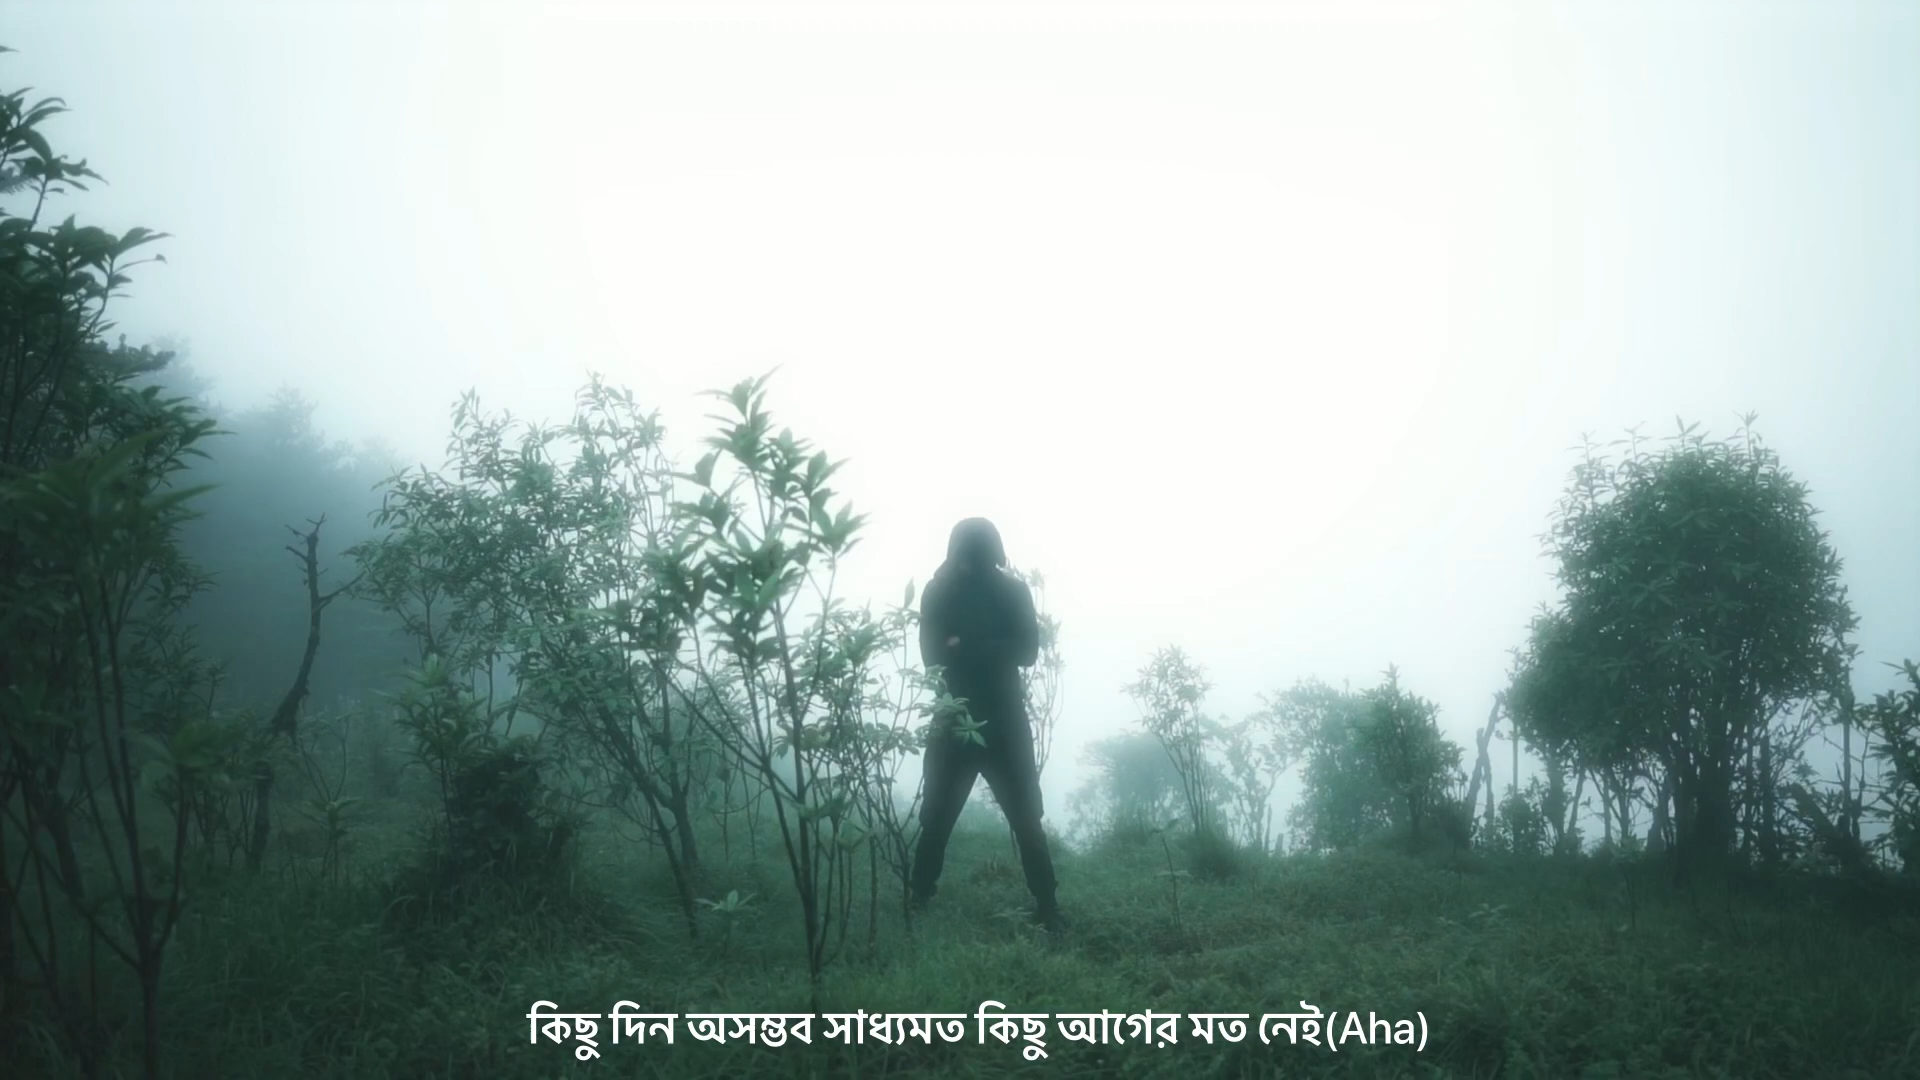 কিছু দিন অসম্ভব সাধ্যমত কিছু আগের মত নেই(Aha)